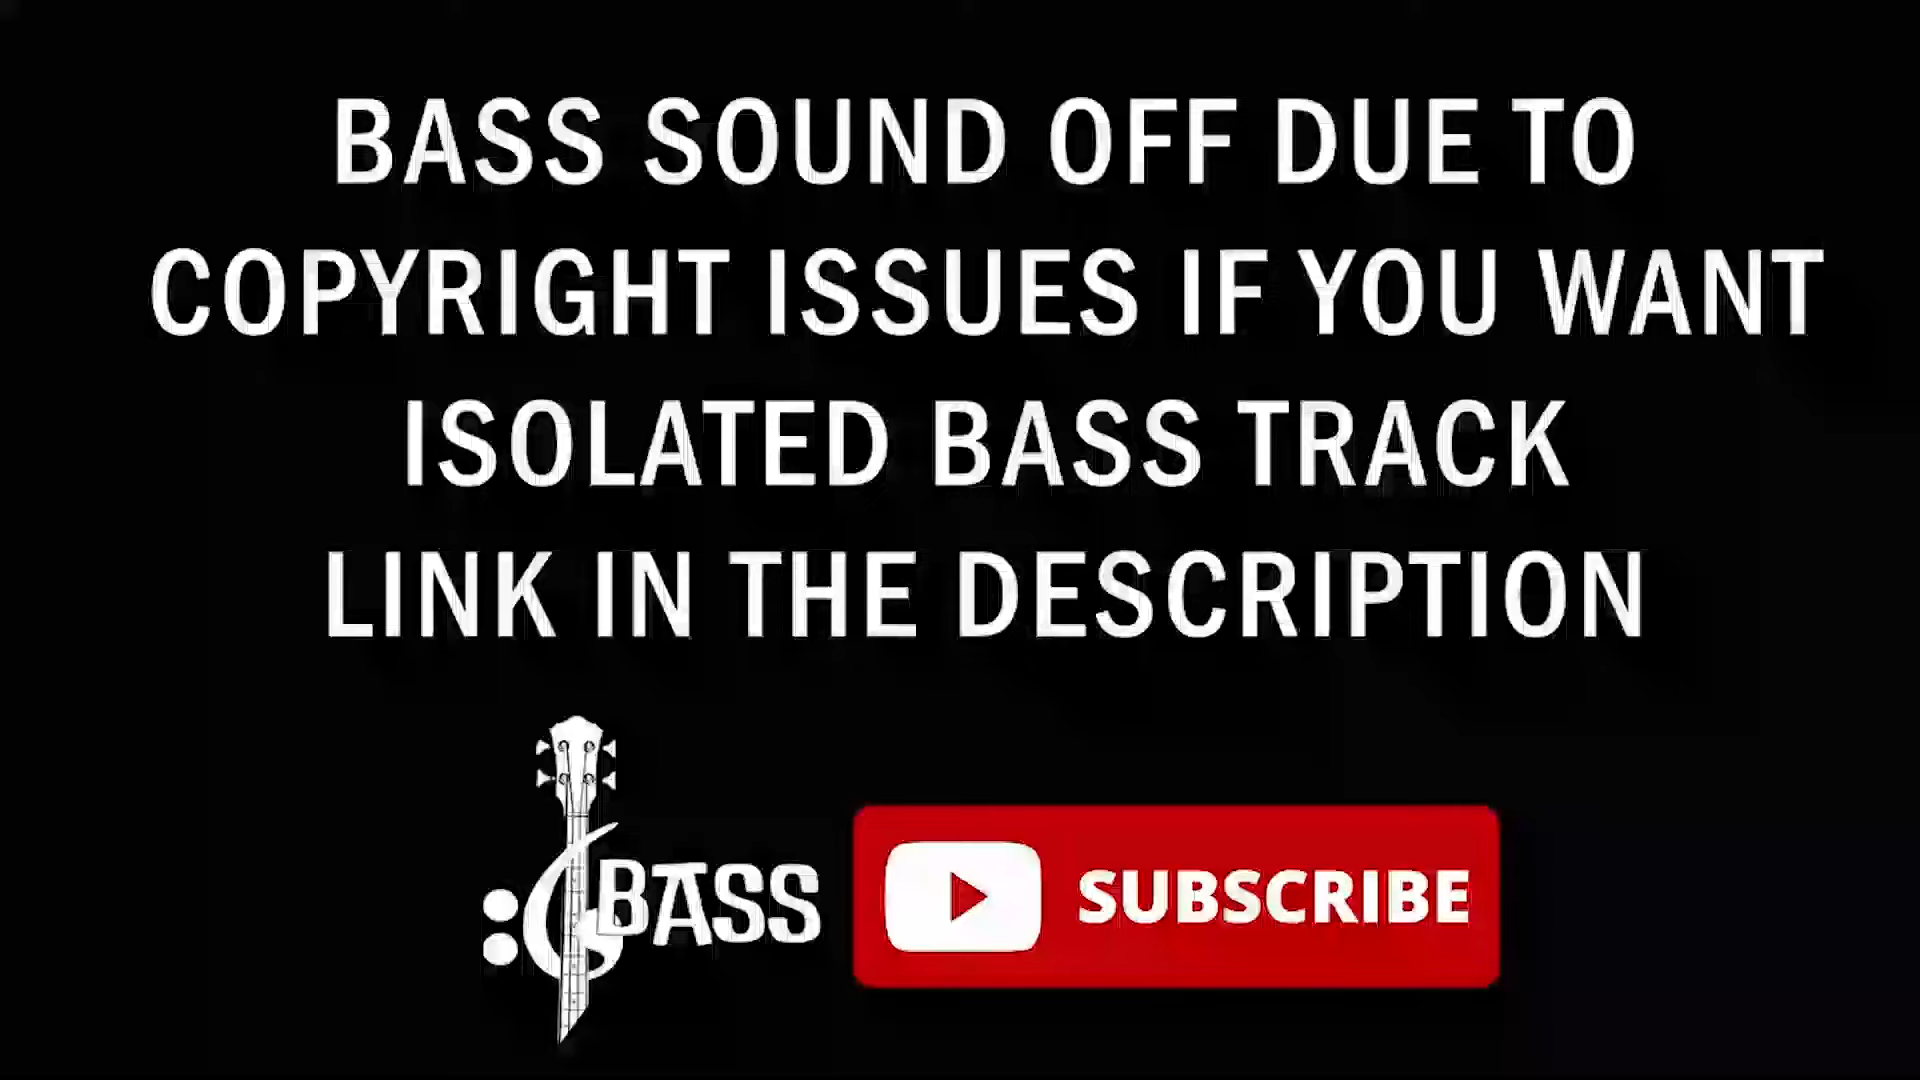 BASS SOUND OFF DUE TO
COPYRIGHT ISSUES IF YOU WANT
ISOLATED BASS TRACK
LINK IN THE DESCRIPTION
BASS
SUBSCRIBE